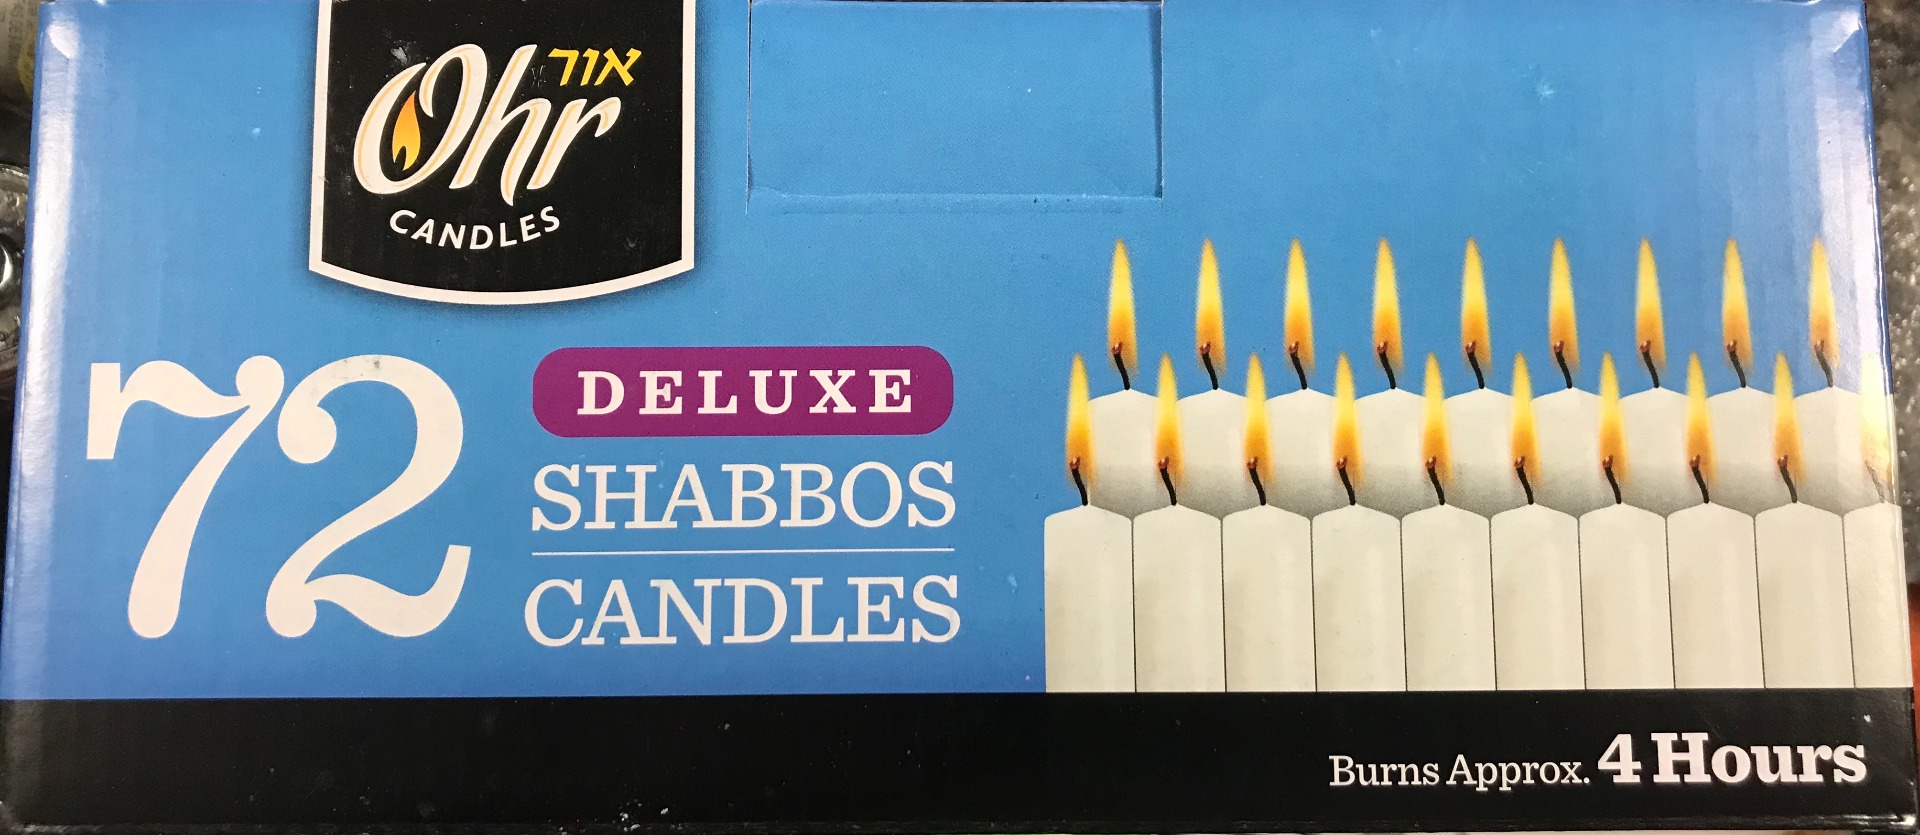 אור
Ohr
CANDLES
72
DELUXE
SHABBOS
CANDLES
Burns Approx. 4 Hours